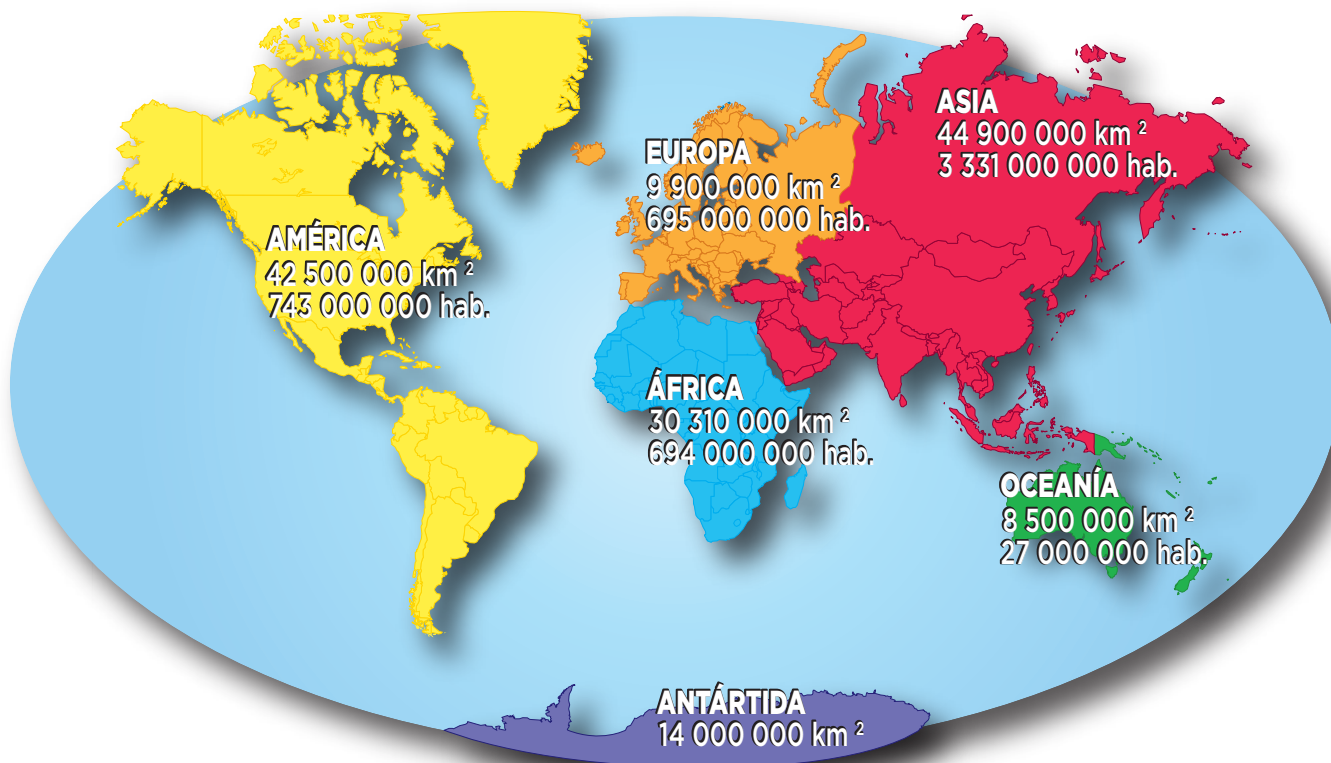 AMÉRICA
42 500 000 km ²
743 000 000 hab.
EUROPA
9 900 000 km ²
695 000 000 hab.
ASIA
44 900 000 km ²
3 331 000 000 hab.
ÁFRICA
30 310 000 km ²
694 000 000 hab.
OCEANÍA
8 500 000 km ²
27 000 000 hab.
ANTÁRTIDA
14 000 000 km ²